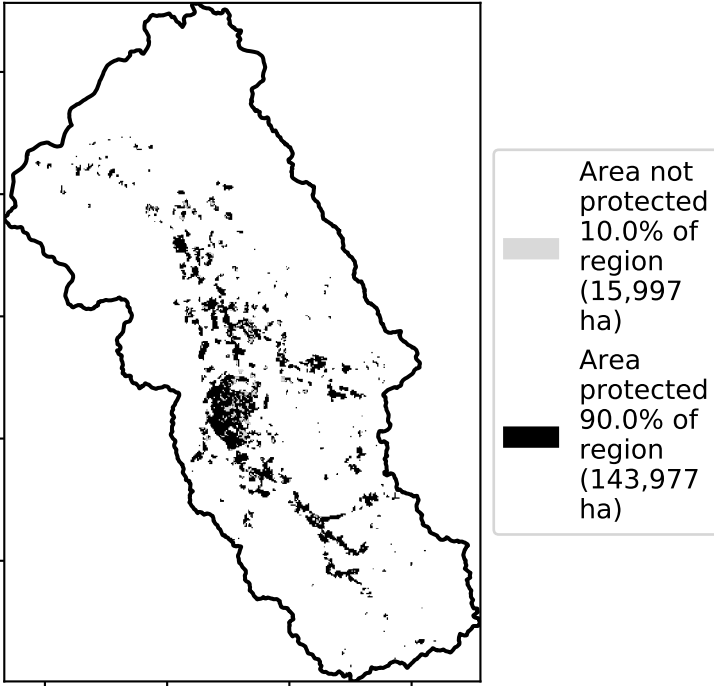 Area not
protected
10.0% of
region
(15,997
ha)
Area
protected
90.0% of
region
(143,977
ha)